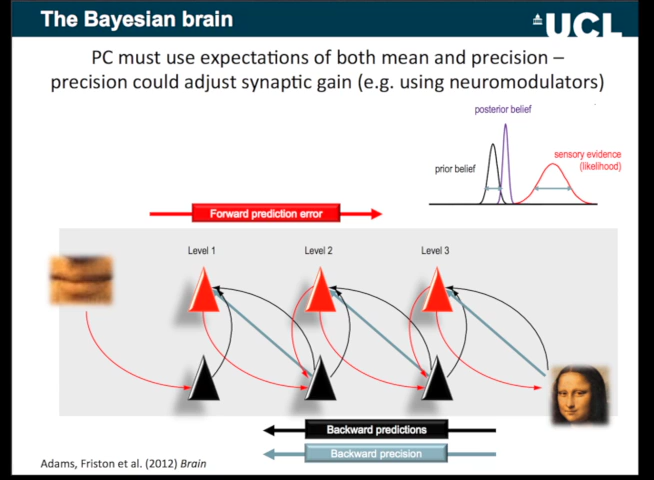 The Bayesian brain
UCL
PC must use expectations of both mean and precision –
precision could adjust synaptic gain (e.g. using neuromodulators)
posterior belief
prior belief
sensory evidence
(likelihood)
Forward prediction error
Level 1
Level 2
Level 3
Backward predictions
Backward precision
Adams, Friston et al. (2012) Brain